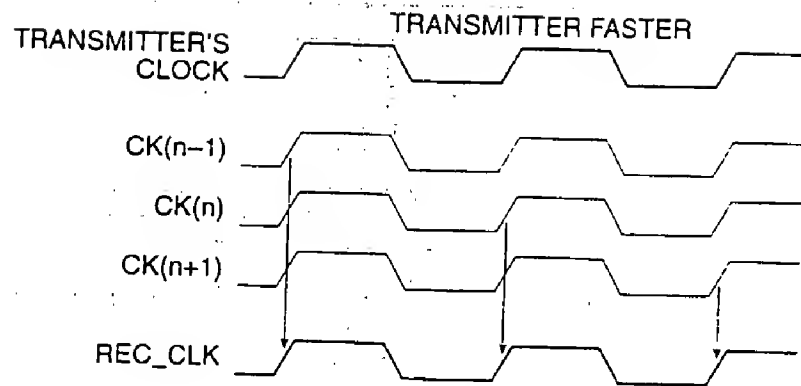 TRANSMITTER FASTER
TRANSMITTER'S
CLOCK
CK(n−1)
CK(n)
CK(n+1)
REC_CLK